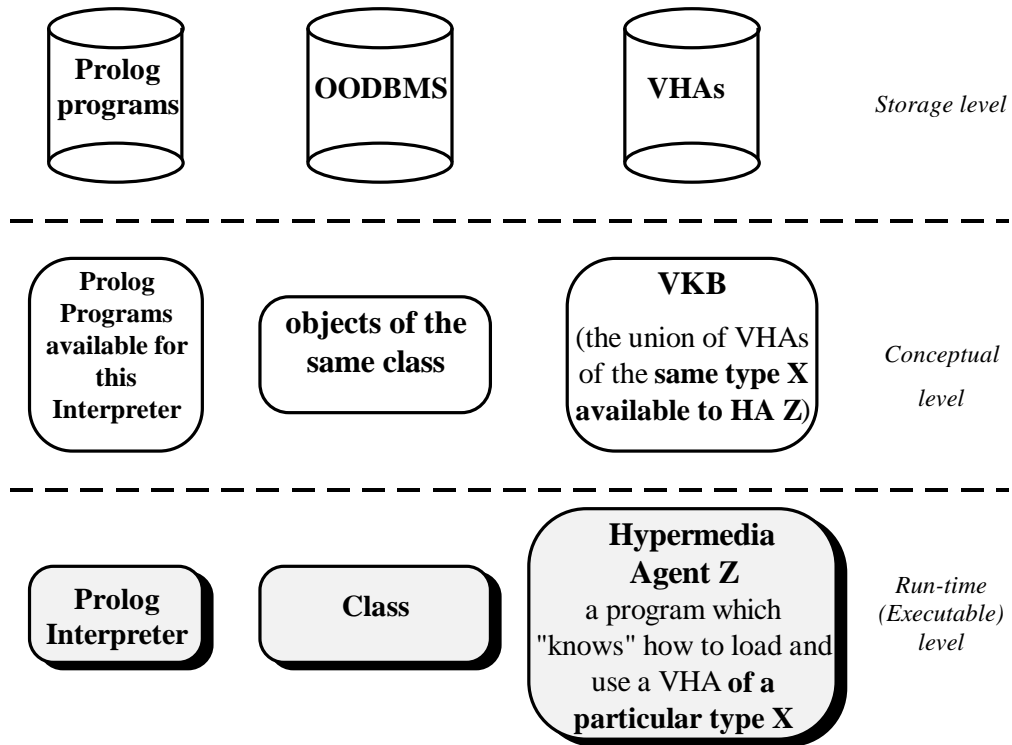 Prolog
programs
OODBMS
VHAs
Storage level
Prolog
Programs
available for
this
Interpreter
objects of the
same class
VKB
(the union of VHAs
of the same type X
available to HA Z)
Conceptual
level
Prolog
Interpreter
Class
Hypermedia
Agent Z
a program which
"knows" how to load and
use a VHA of a
particular type X
Run-time
(Executable)
level